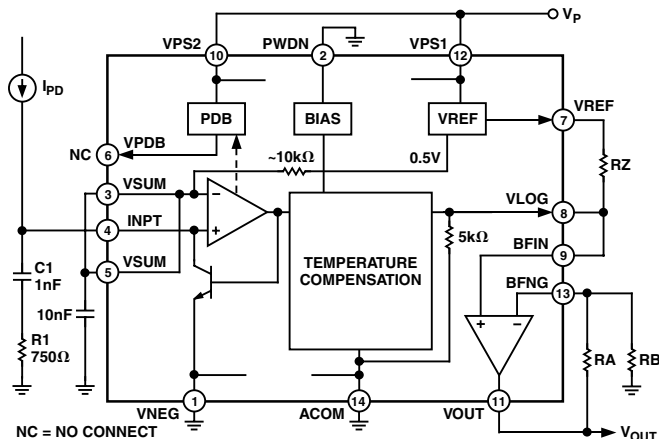 V_P
VPS2
PWDN
VPS1
10
2
12
I_PD
PDB
BIAS
VREF
7
VREF
NC
6
VPDB
~10kΩ
0.5V
RZ
3
VSUM
−
VLOG
8
4
INPT
+
5kΩ
BFIN
9
5
VSUM
TEMPERATURE
COMPENSATION
C1
1nF
BFNG
13
10nF
+
−
R1
750Ω
RA
RB
1
14
11
VNEG
ACOM
VOUT
NC = NO CONNECT
V_OUT